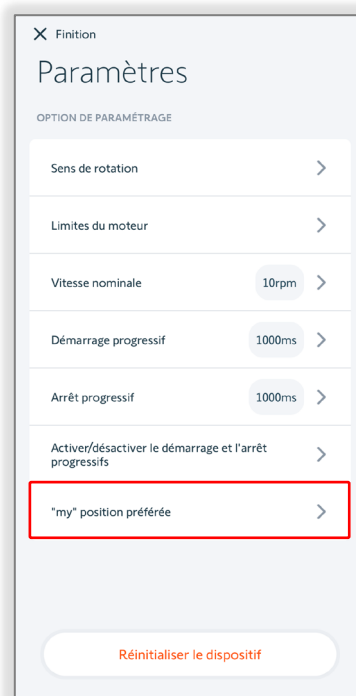 Finition
Paramètres
OPTION DE PARAMÉTRAGE
Sens de rotation
Limites du moteur
Vitesse nominale 10rpm
Démarrage progressif 1000ms
Arrêt progressif 1000ms
Activer/désactiver le démarrage et l'arrêt
progressifs
"my" position préférée
Réinitialiser le dispositif